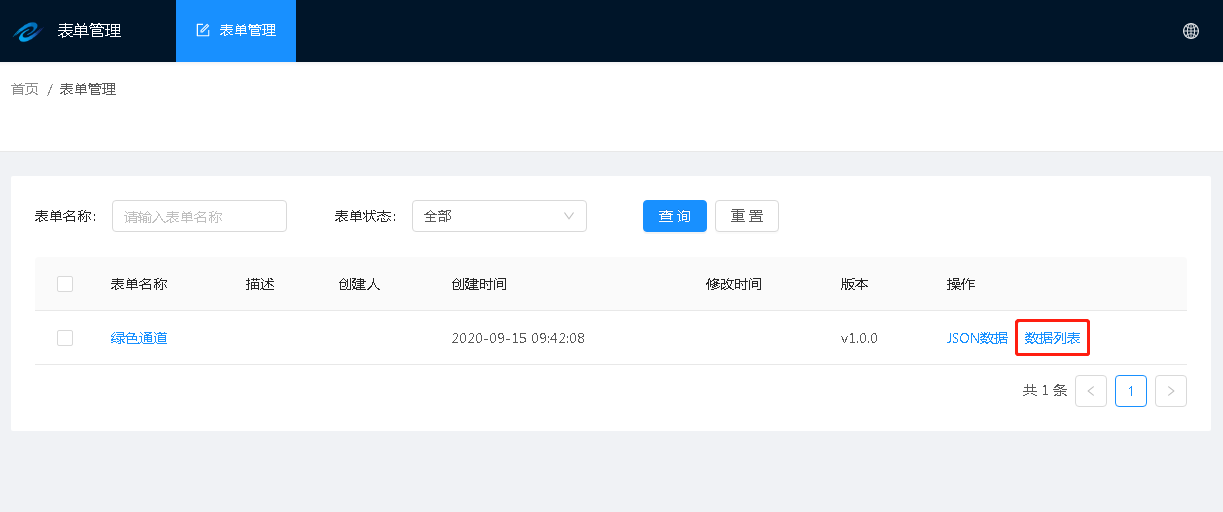 表单管理 表单管理
首页 / 表单管理
表单名称: 请输入表单名称 表单状态: 全部 查 询 重 置
表单名称 描述 创建人 创建时间 修改时间 版本 操作
绿色通道 2020-09-15 09:42:08 v1.0.0 JSON数据 数据列表
共 1 条 < 1 >